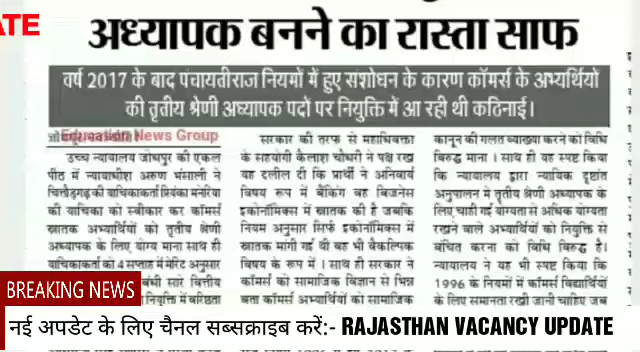 ATE
अध्यापक बनने का रास्ता साफ
वर्ष 2017 के बाद पंचायतीराज नियमों में हुए संशोधन के कारण कॉमर्स के अभ्यर्थियो
की तृतीय श्रेणी अध्यापक पदों पर नियुक्ति में आ रही थी कठिनाई।
Education News Group
उच्च न्यायालय जोधपुर की एकल
पीठ में न्यायाधीश अरुण भंसाली ने
चित्तौड़गढ़ की याचिकाकर्ता प्रियंका मनेरिया
की याचिका को स्वीकार कर कॉमर्स
स्नातक अभ्यर्थियों को तृतीय श्रेणी
अध्यापक के लिए योग्य माना साथ ही
याचिकाकर्ता को 4 सप्ताह में मेरिट अनुसार
बंधी सार वित्तीय
नियुक्ति में वरिष्ठता
सरकार की तरफ से महाधिवक्ता
के सहयोगी कैलाश चौधरी ने पक्ष रख
यह दलील दी कि प्रार्थी ने अनिवार्य
विषय रूप में बैंकिंग वह बिजनेस
इकोनॉमिक्स में स्नातक की है जबकि
नियम अनुसार सिर्फ इकोनॉमिक्स में
स्नातक मांगी गई थी वह भी वैकल्पिक
विषय के रूप में । साथ ही सरकार ने
कॉमर्स को सामाजिक विज्ञान से भिन्न
बता कॉमर्स अभ्यर्थियों को सामाजिक
कानून की गलत व्याख्या करने को विधि
विरुद्ध माना । साथ ही यह स्पष्ट किया
कि न्यायालय द्वारा न्यायिक दृष्टांत
अनुपालन में तृतीय श्रेणी अध्यापक के
लिए चाही गई योग्यता से अधिक योग्यता
रखने वाले अभ्यर्थियों को नियुक्ति से
वंचित करना को विधि विरुद्ध है।
न्यायालय ने यह भी स्पष्ट किया कि
1996 के नियमों में कॉमर्स विद्यार्थियों
के लिए समानता रखी जानी चाहिए जब
BREAKING NEWS
नई अपडेट के लिए चैनल सब्सक्राइब करें:- RAJASTHAN VACANCY UPDATE